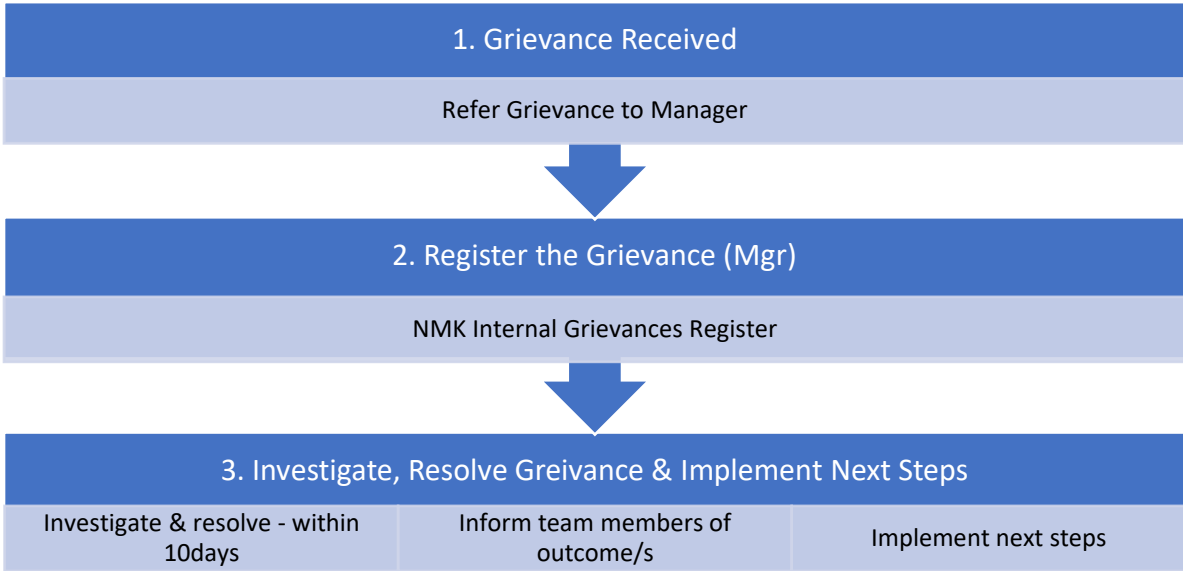 1. Grievance Received
Refer Grievance to Manager
2. Register the Grievance (Mgr)
NMK Internal Grievances Register
3. Investigate, Resolve Greivance & Implement Next Steps
Investigate & resolve - within
10days
Inform team members of
outcome/s
Implement next steps